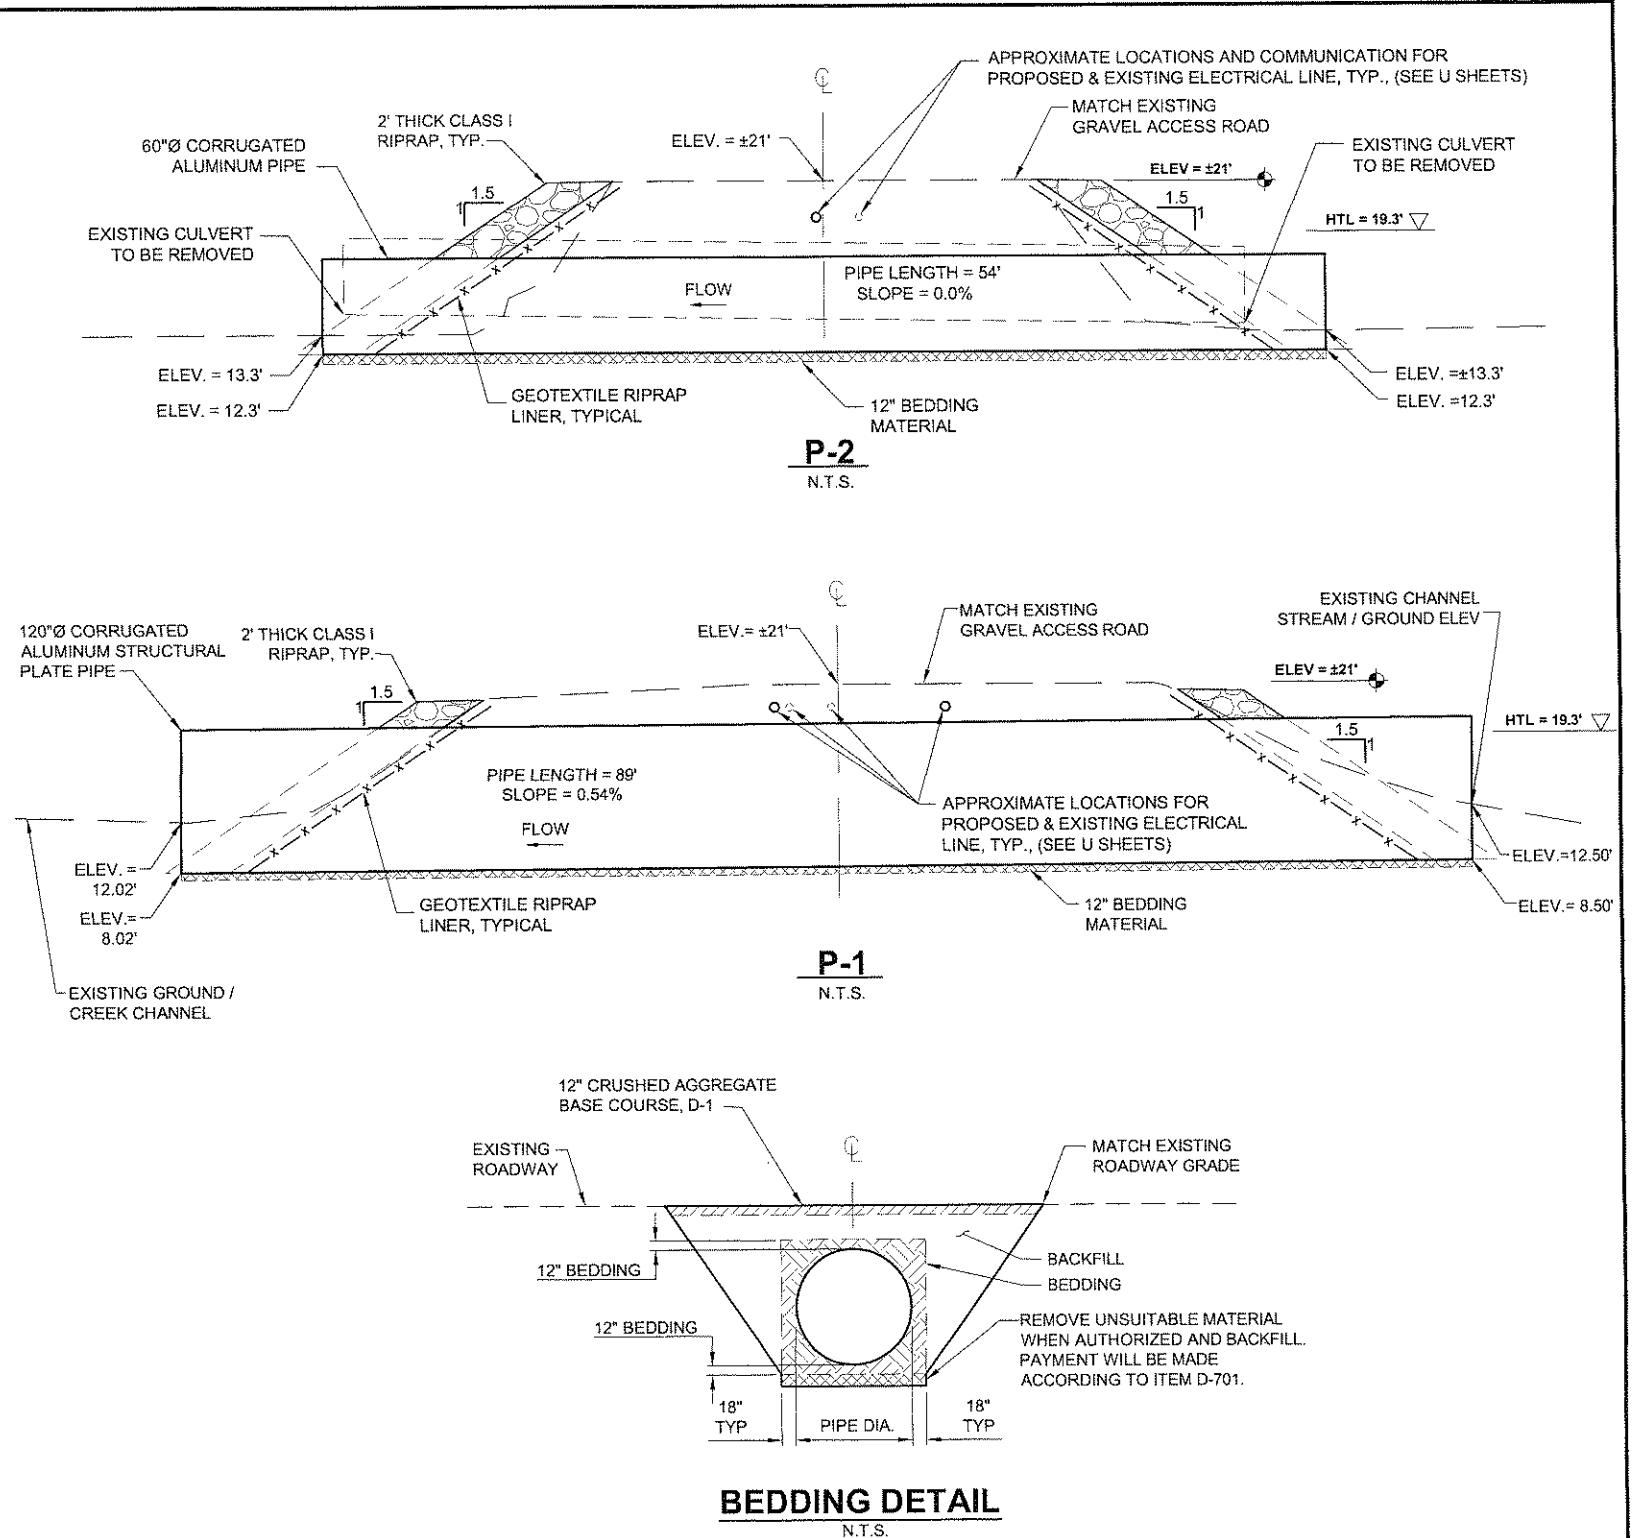 ℄
APPROXIMATE LOCATIONS AND COMMUNICATION FOR
PROPOSED & EXISTING ELECTRICAL LINE, TYP., (SEE U SHEETS)
2' THICK CLASS I
RIPRAP, TYP.
ELEV. = ±21'
MATCH EXISTING
GRAVEL ACCESS ROAD
60"Ø CORRUGATED
ALUMINUM PIPE
EXISTING CULVERT
TO BE REMOVED
ELEV = ±21'
1.5
1
1.5
1
HTL = 19.3'
EXISTING CULVERT
TO BE REMOVED
PIPE LENGTH = 54'
SLOPE = 0.0%
FLOW
ELEV. = 13.3'
ELEV. = 12.3'
GEOTEXTILE RIPRAP
LINER, TYPICAL
12" BEDDING
MATERIAL
ELEV. =±13.3'
ELEV. =12.3'
P-2
N.T.S.
℄
EXISTING CHANNEL
STREAM / GROUND ELEV
120"Ø CORRUGATED
ALUMINUM STRUCTURAL
PLATE PIPE
2' THICK CLASS I
RIPRAP, TYP.
ELEV.= ±21'
MATCH EXISTING
GRAVEL ACCESS ROAD
ELEV = ±21'
1.5
1
HTL = 19.3'
1.5
1
PIPE LENGTH = 89'
SLOPE = 0.54%
FLOW
APPROXIMATE LOCATIONS FOR
PROPOSED & EXISTING ELECTRICAL
LINE, TYP., (SEE U SHEETS)
ELEV. =
12.02'
ELEV.=
8.02'
GEOTEXTILE RIPRAP
LINER, TYPICAL
12" BEDDING
MATERIAL
ELEV.=12.50'
ELEV.= 8.50'
EXISTING GROUND /
CREEK CHANNEL
P-1
N.T.S.
12" CRUSHED AGGREGATE
BASE COURSE, D-1
℄
EXISTING
ROADWAY
MATCH EXISTING
ROADWAY GRADE
12" BEDDING
BACKFILL
BEDDING
12" BEDDING
REMOVE UNSUITABLE MATERIAL
WHEN AUTHORIZED AND BACKFILL.
PAYMENT WILL BE MADE
ACCORDING TO ITEM D-701.
18"
TYP
PIPE DIA.
18"
TYP
BEDDING DETAIL
N.T.S.